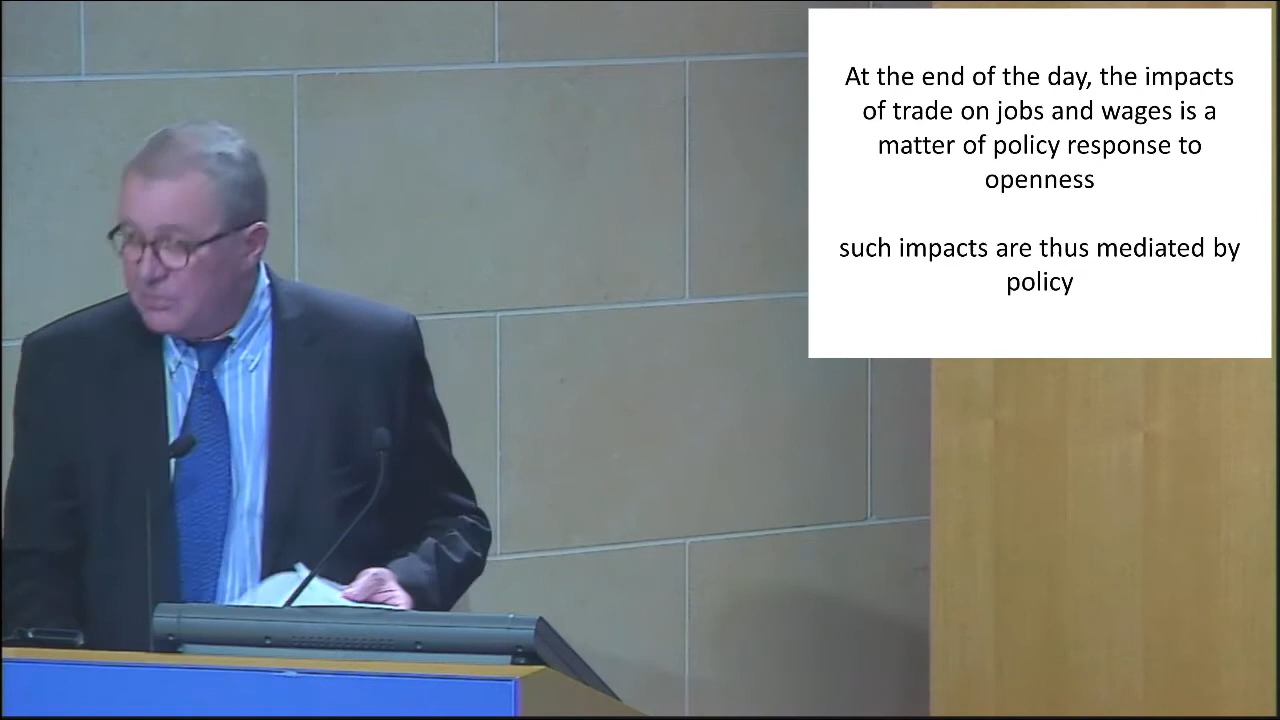 At the end of the day, the impacts
of trade on jobs and wages is a
matter of policy response to
openness
such impacts are thus mediated by
policy